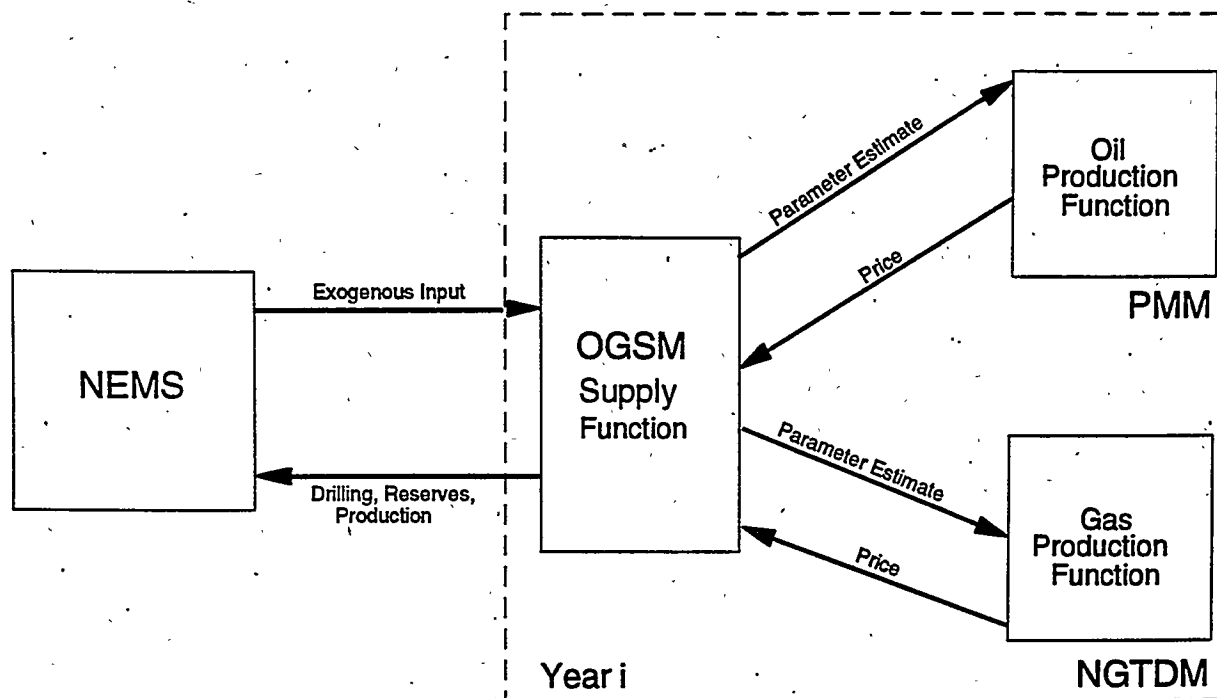 NEMS
Exogenous Input
Drilling, Reserves,
Production
OGSM
Supply
Function
Parameter Estimate
Price
Oil
Production
Function
PMM
Parameter Estimate
Price
Gas
Production
Function
NGTDM
Year i